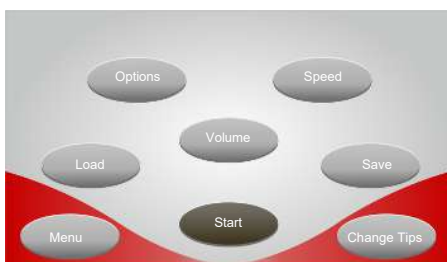 Options
Speed
Volume
Load
Save
Start
Menu
Change Tips